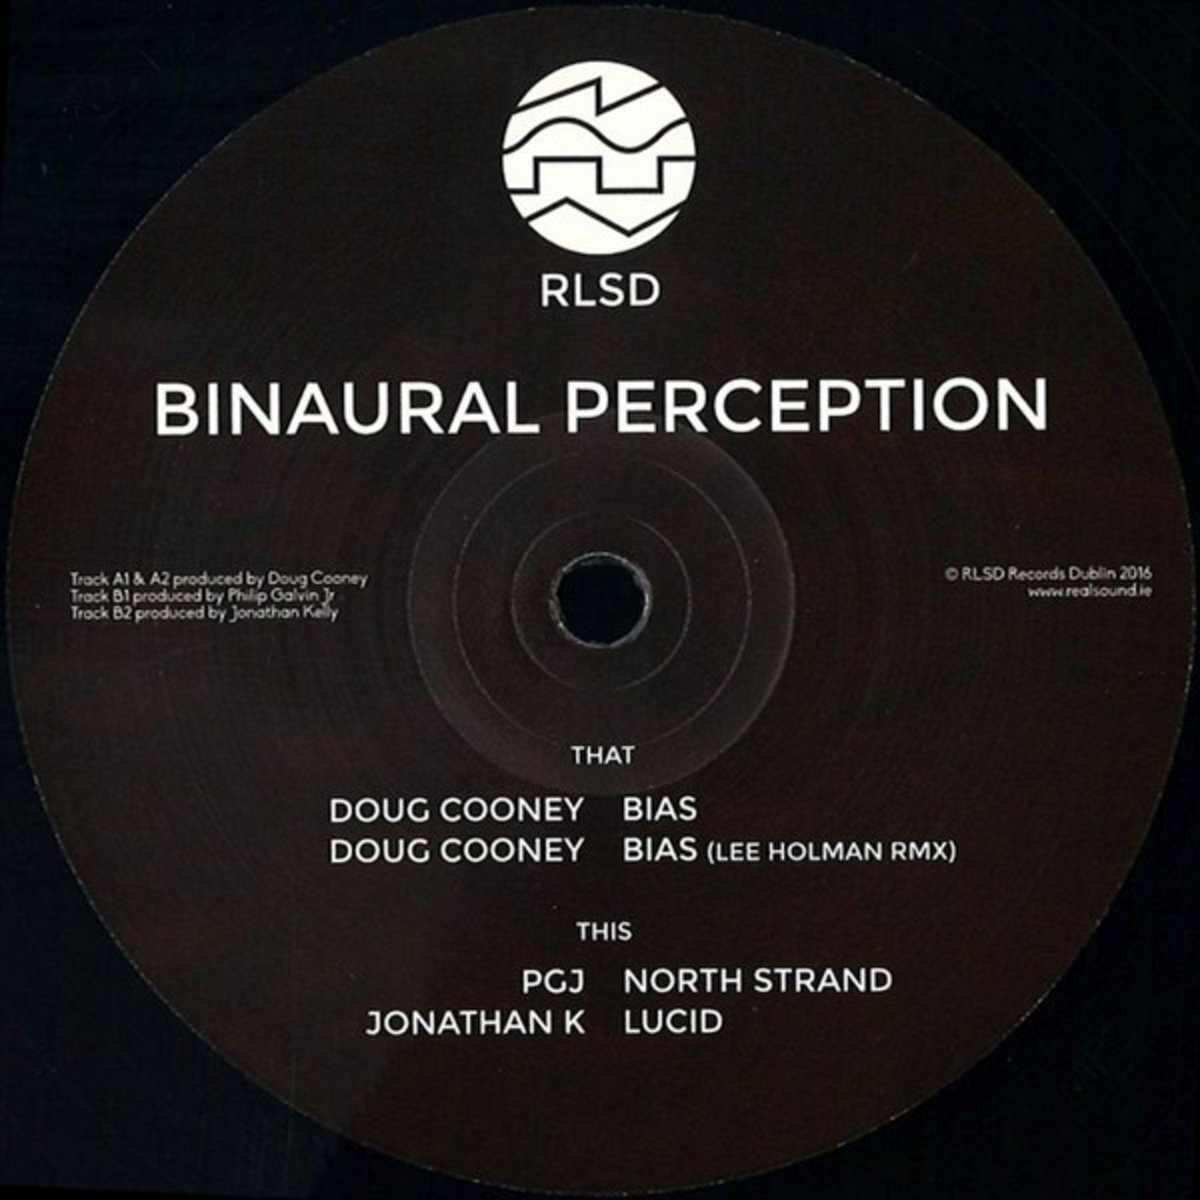 RLSD
BINAURAL PERCEPTION
Track A1 & A2 produced by Doug Cooney
Track B1 produced by Philip Galvin Jr
Track B2 produced by Jonathan Kelly
© RLSD Records Dublin 2016
www.realsound.ie
THAT
DOUG COONEY BIAS
DOUG COONEY BIAS (LEE HOLMAN RMX)
THIS
PGJ NORTH STRAND
JONATHAN K LUCID